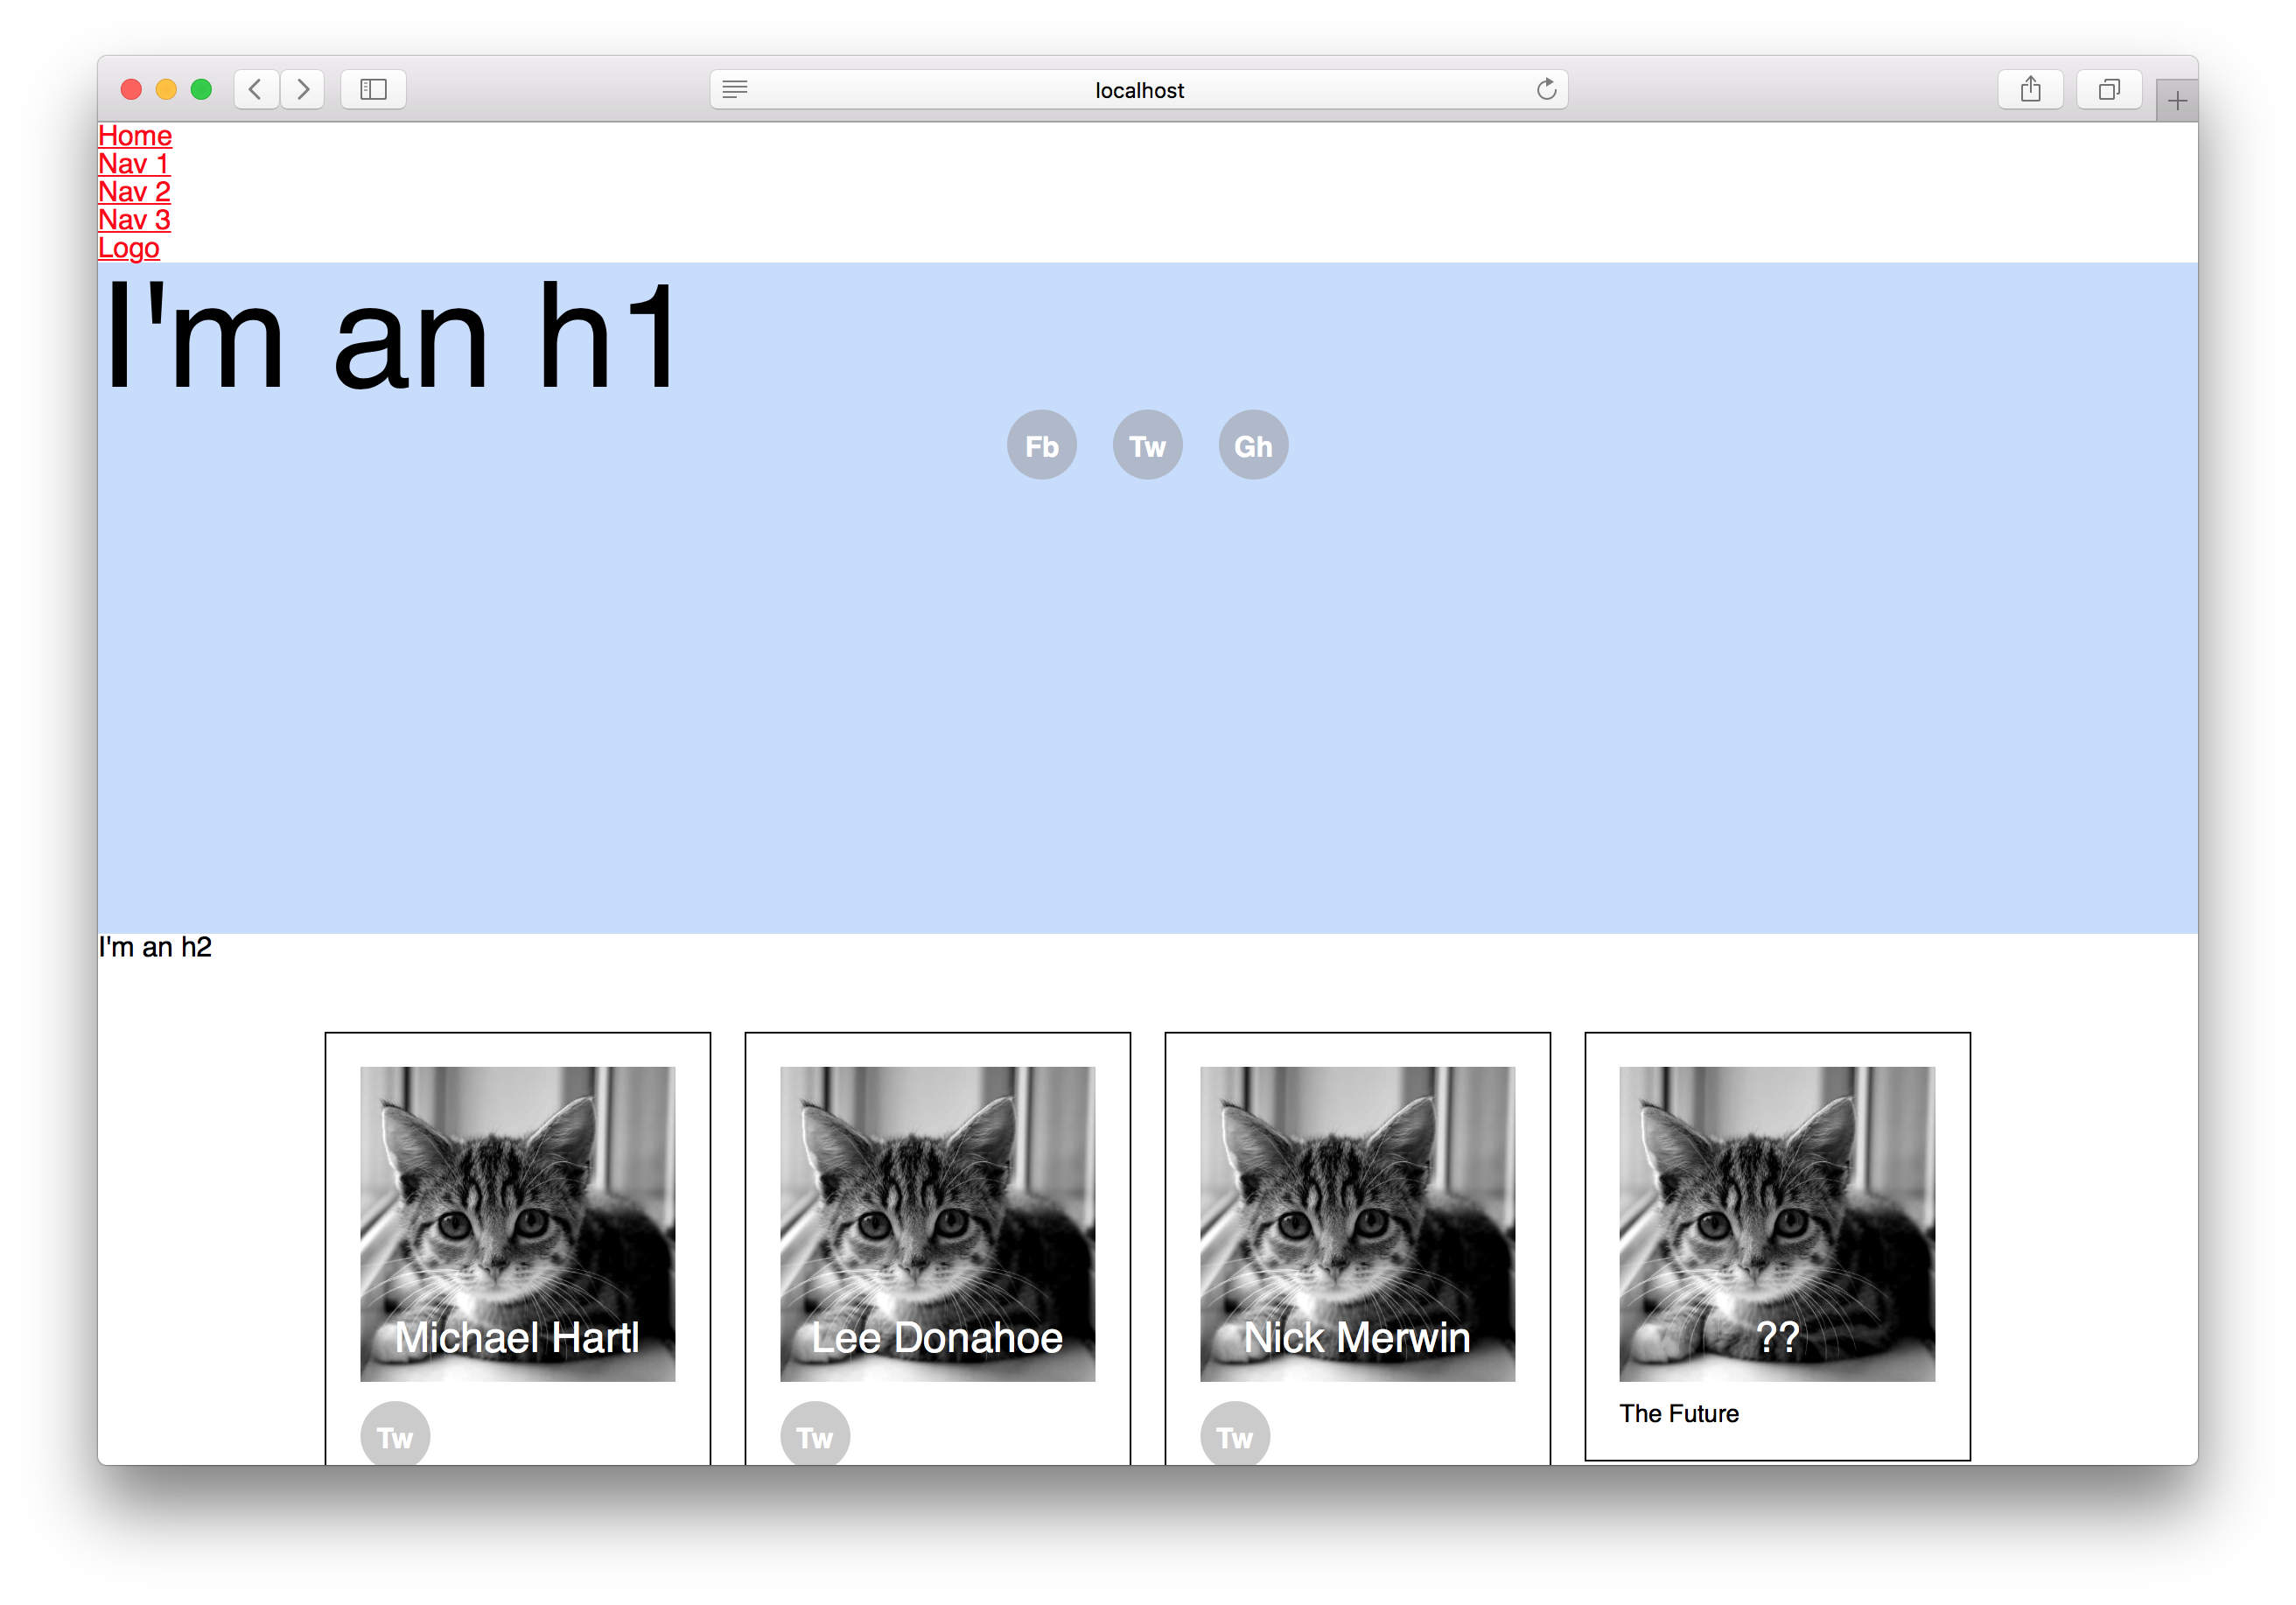 localhost
Home
Nav 1
Nav 2
Nav 3
Logo
I'm an h1
Fb Tw Gh
I'm an h2
Michael Hartl Lee Donahoe Nick Merwin ??
Tw Tw Tw The Future